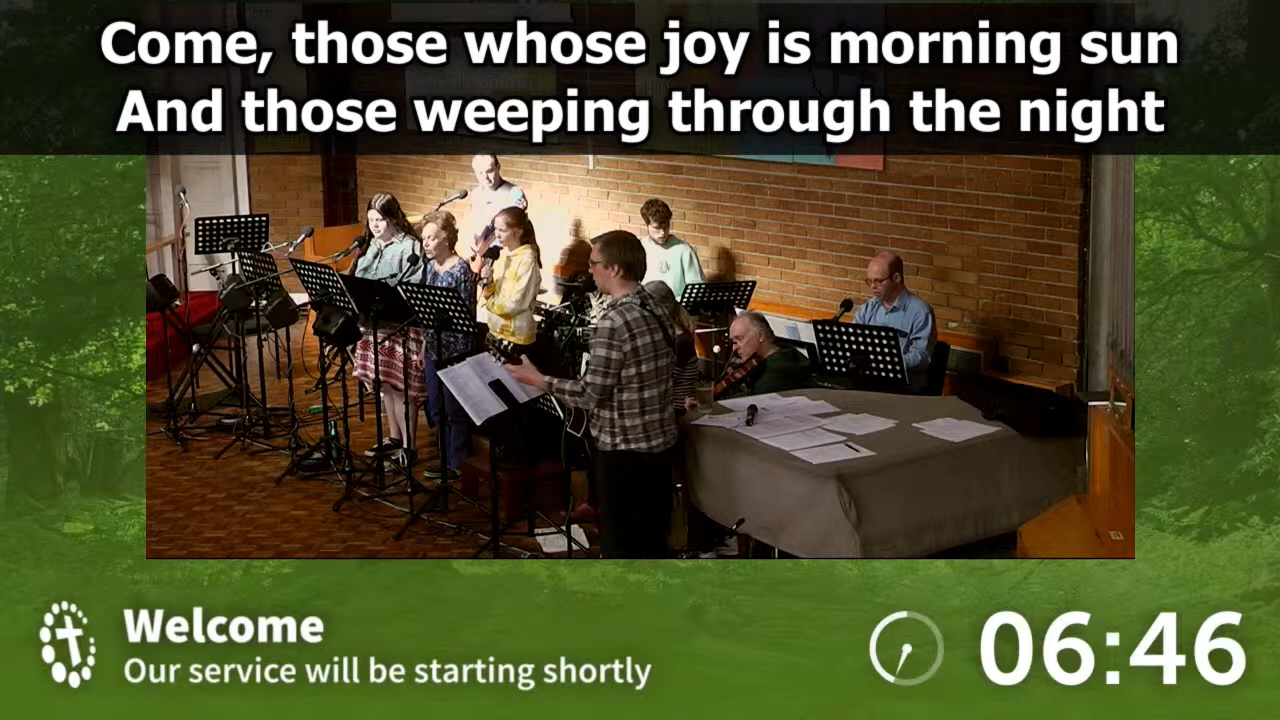 Come, those whose joy is morning sun
And those weeping through the night
Welcome
Our service will be starting shortly
06:46